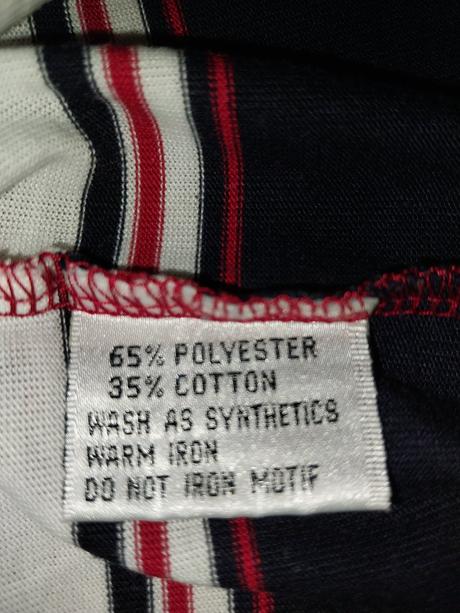 65% POLYESTER
35% COTTON
WASH AS SYNTHETICS
WARM IRON
DO NOT IRON MOTIF